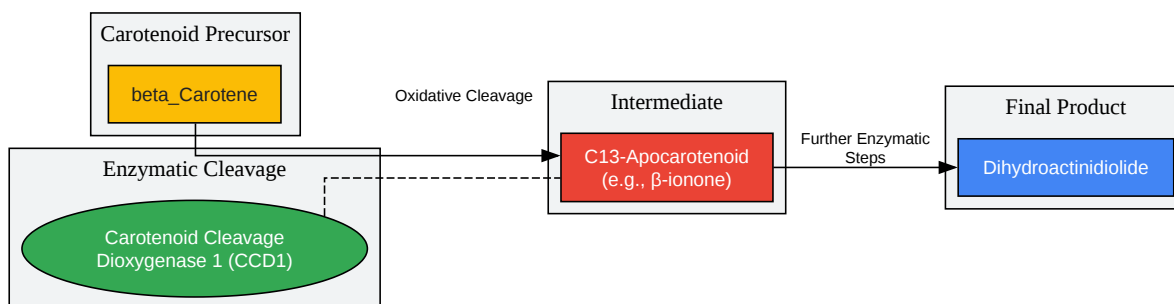 Carotenoid Precursor
beta_Carotene
Enzymatic Cleavage
Carotenoid Cleavage
Dioxygenase 1 (CCD1)
Oxidative Cleavage
Intermediate
C13-Apocarotenoid
(e.g., β-ionone)
Further Enzymatic
Steps
Final Product
Dihydroactinidiolide